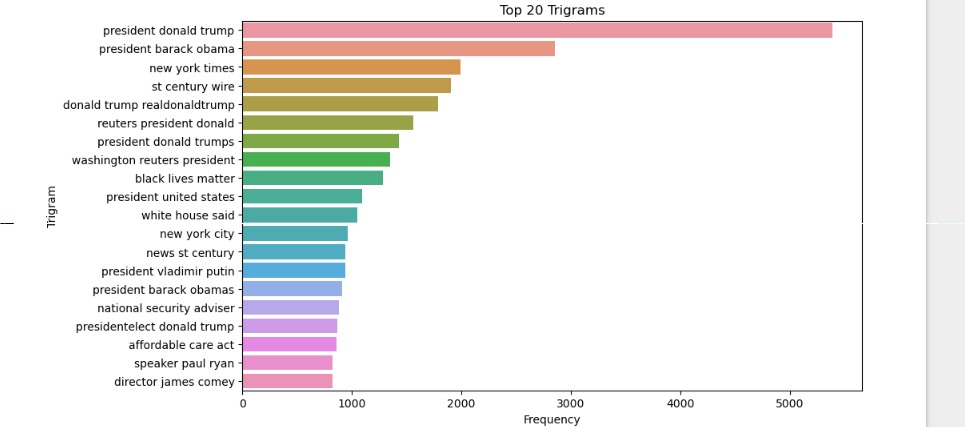 Top 20 Trigrams
president donald trump
president barack obama
new york times
st century wire
donald trump realdonaldtrump
reuters president donald
president donald trumps
washington reuters president
black lives matter
president united states
white house said
new york city
news st century
president vladimir putin
president barack obamas
national security adviser
presidentelect donald trump
affordable care act
speaker paul ryan
director james comey
Trigram
0 1000 2000 3000 4000 5000
Frequency